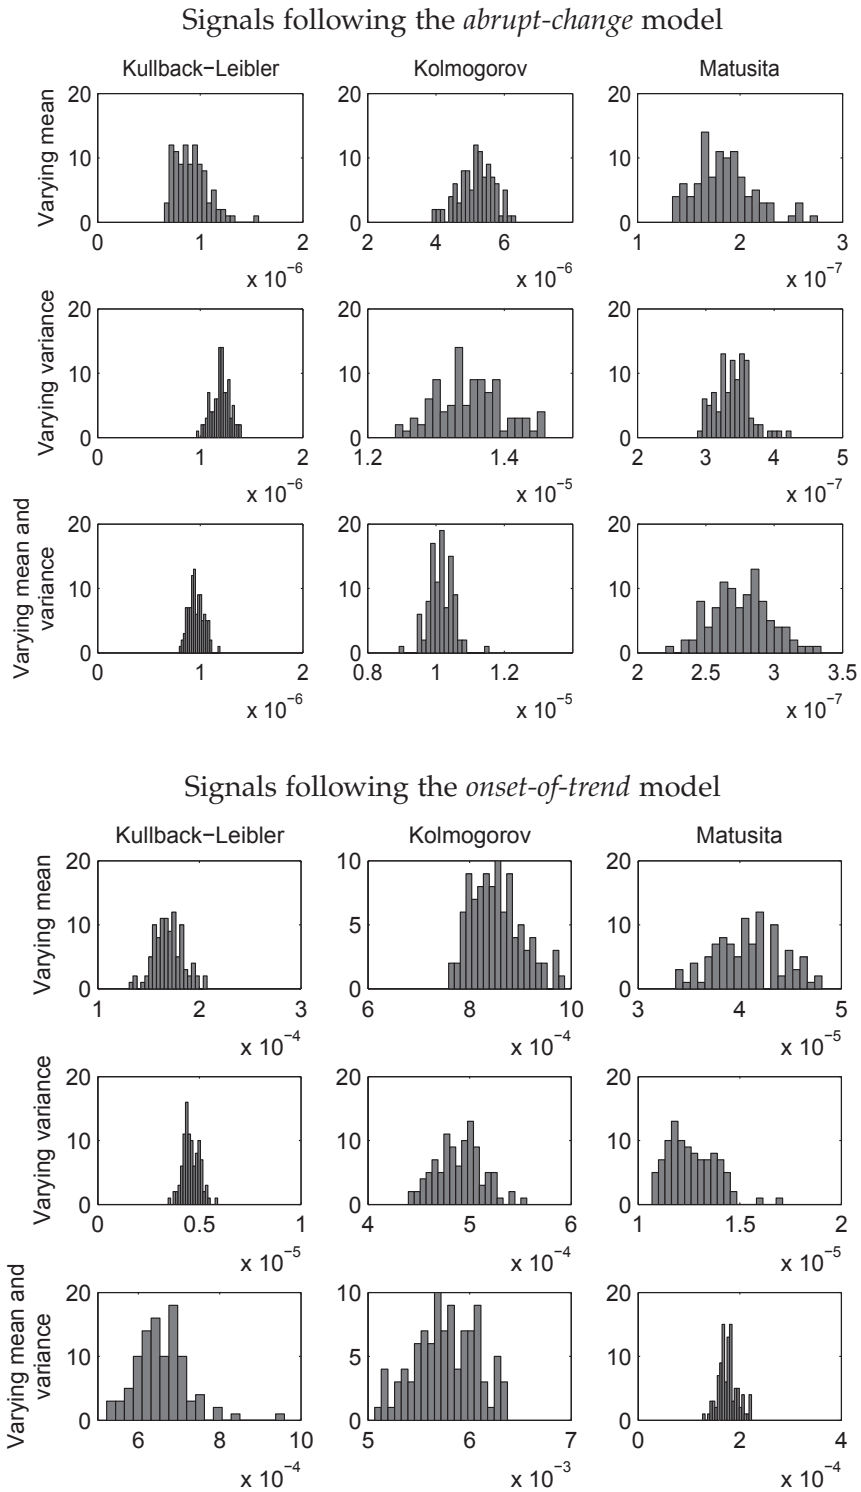 Signals following the abrupt-change model
Kullback−Leibler Kolmogorov Matusita
Varying mean
20 20 20
10 10 10
0 0 0
0 1 2 2 4 6 1 2 3
x 10−6 x 10−6 x 10−7
Varying variance
20 20 20
10 10 10
0 0 0
0 1 2 1.2 1.4 2 3 4 5
x 10−6 x 10−5 x 10−7
Varying mean and
variance
20 20 20
10 10 10
0 0 0
0 1 2 0.8 1 1.2 2 2.5 3 3.5
x 10−6 x 10−5 x 10−7
Signals following the onset-of-trend model
Kullback−Leibler Kolmogorov Matusita
Varying mean
20 10 20
10 5 10
0 0 0
1 2 3 6 8 10 3 4 5
x 10−4 x 10−4 x 10−5
Varying variance
20 20 20
10 10 10
0 0 0
0 0.5 1 4 5 6 1 1.5 2
x 10−5 x 10−4 x 10−5
Varying mean and
variance
20 10 20
10 5 10
0 0 0
6 8 10 5 6 7 0 2 4
x 10−4 x 10−3 x 10−4